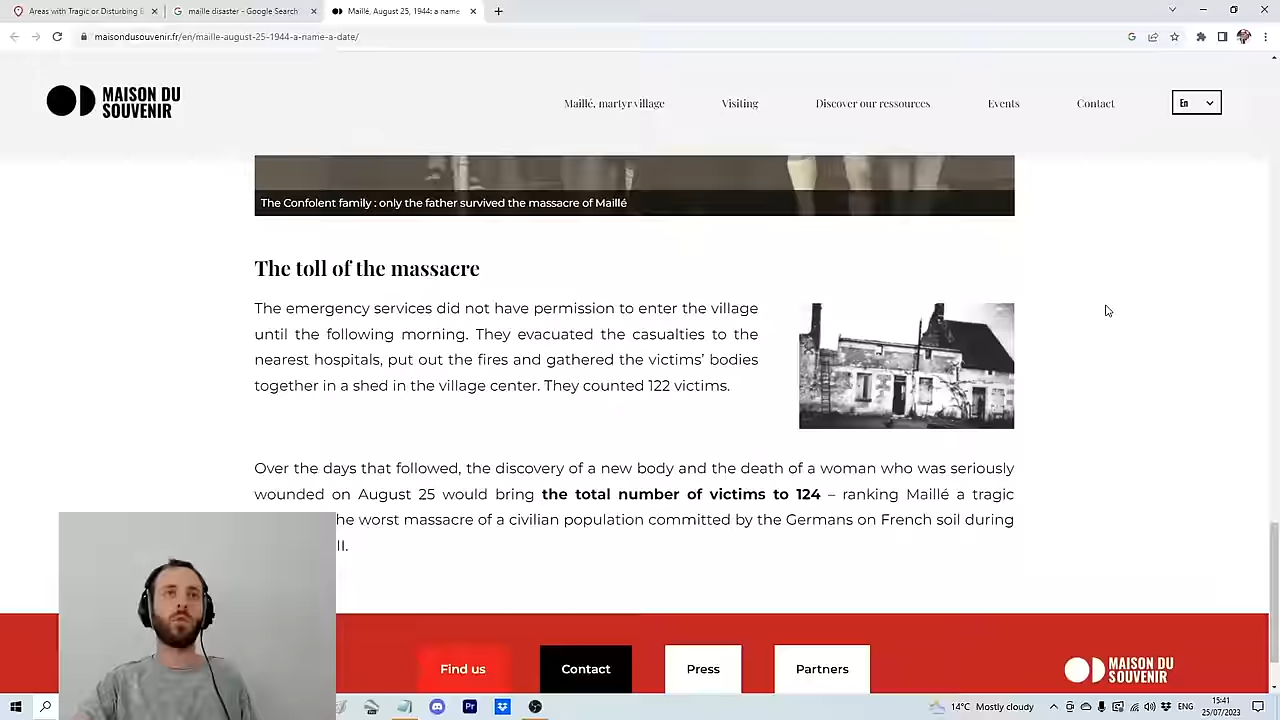 Areas with Tragic or Disturbing E
maille disaster - Google Search
Maillé, August 25, 1944: a name
maisondusouvenir.fr/en/maille-august-25-1944-a-name-a-date/
MAISON DU
SOUVENIR
Maillé, martyr village
Visiting
Discover our ressources
Events
Contact
En
The Confolent family : only the father survived the massacre of Maillé
The toll of the massacre
The emergency services did not have permission to enter the village
until the following morning. They evacuated the casualties to the
nearest hospitals, put out the fires and gathered the victims’ bodies
together in a shed in the village center. They counted 122 victims.
Over the days that followed, the discovery of a new body and the death of a woman who was seriously
wounded on August 25 would bring the total number of victims to 124 – ranking Maillé a tragic
he worst massacre of a civilian population committed by the Germans on French soil during
ll.
Find us
Contact
Press
Partners
MAISON DU
SOUVENIR
14°C Mostly cloudy
ENG
15:41
25/07/2023